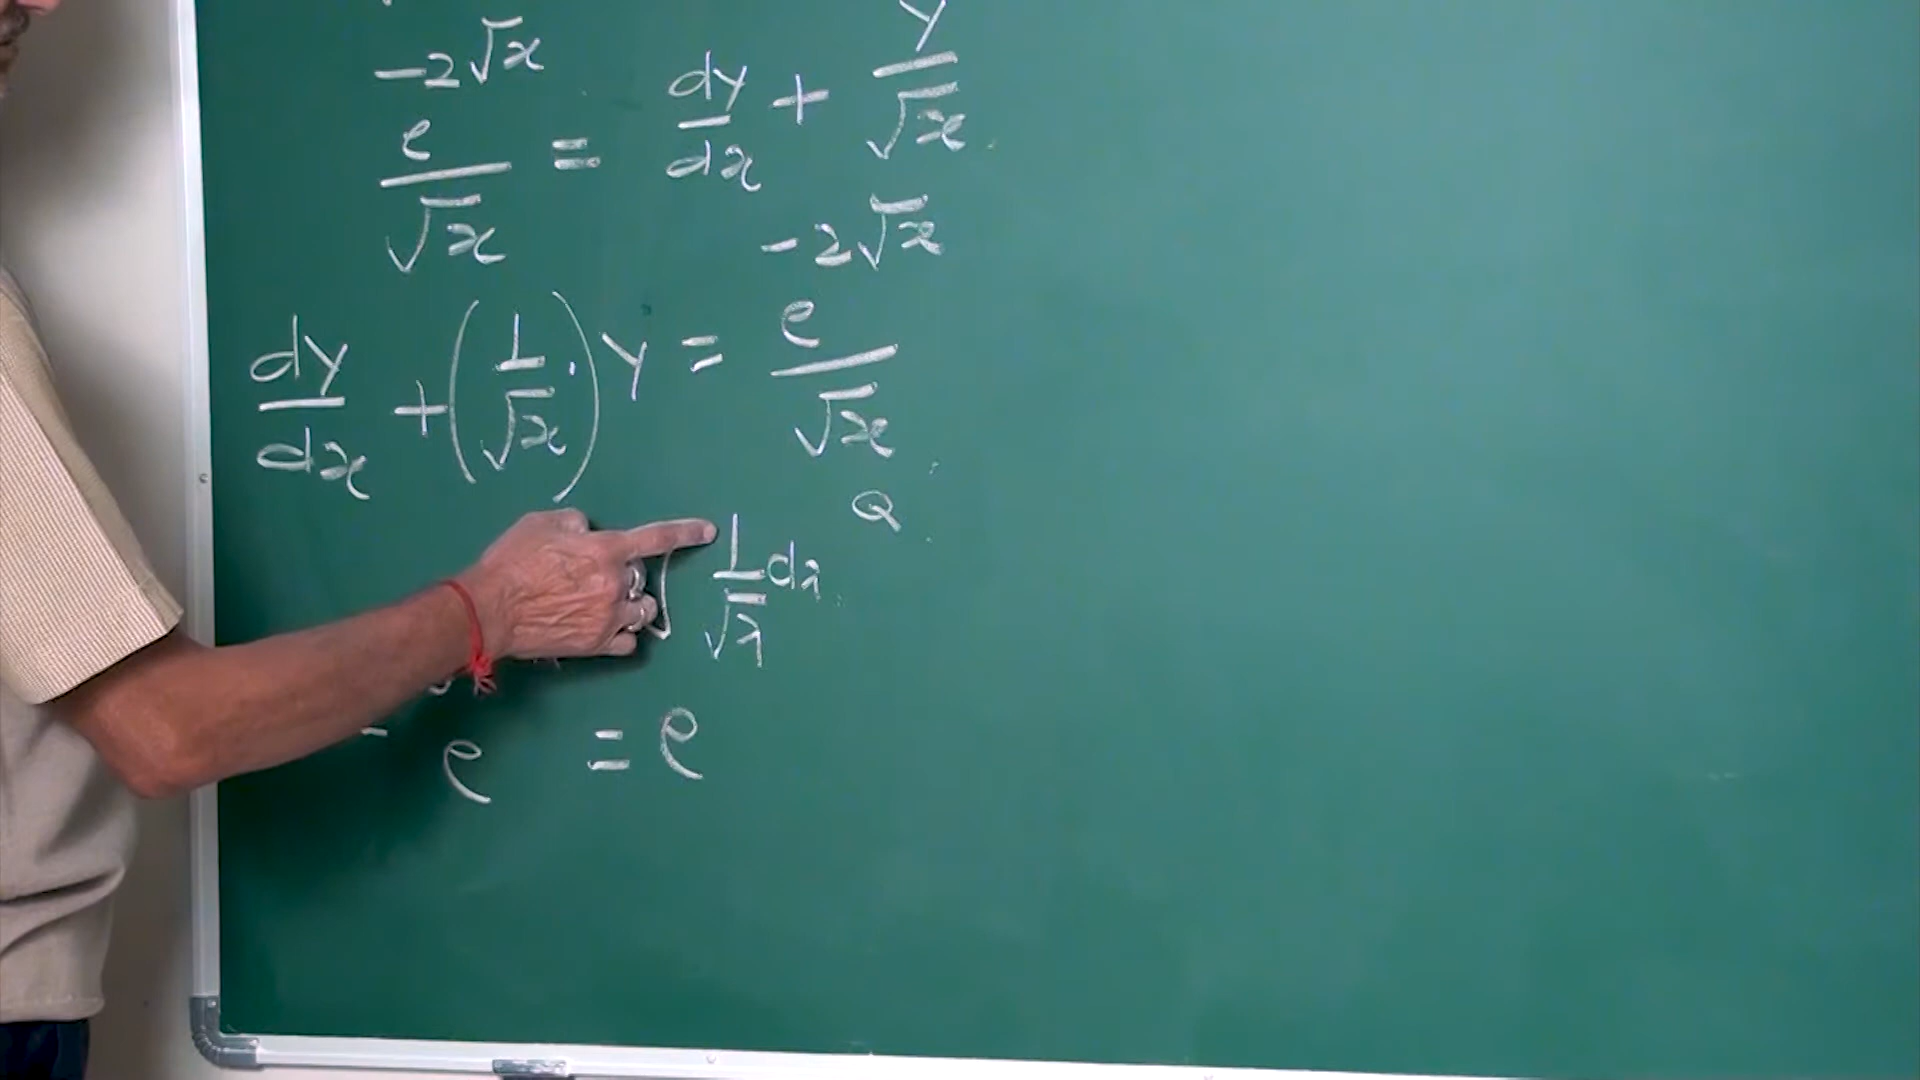 e^{-2√x}/√x = dy/dx + y/√x
dy/dx + (1/√x ·) y = e^{-2√x}/√x
Q
∫ 1/√x dx
e = e